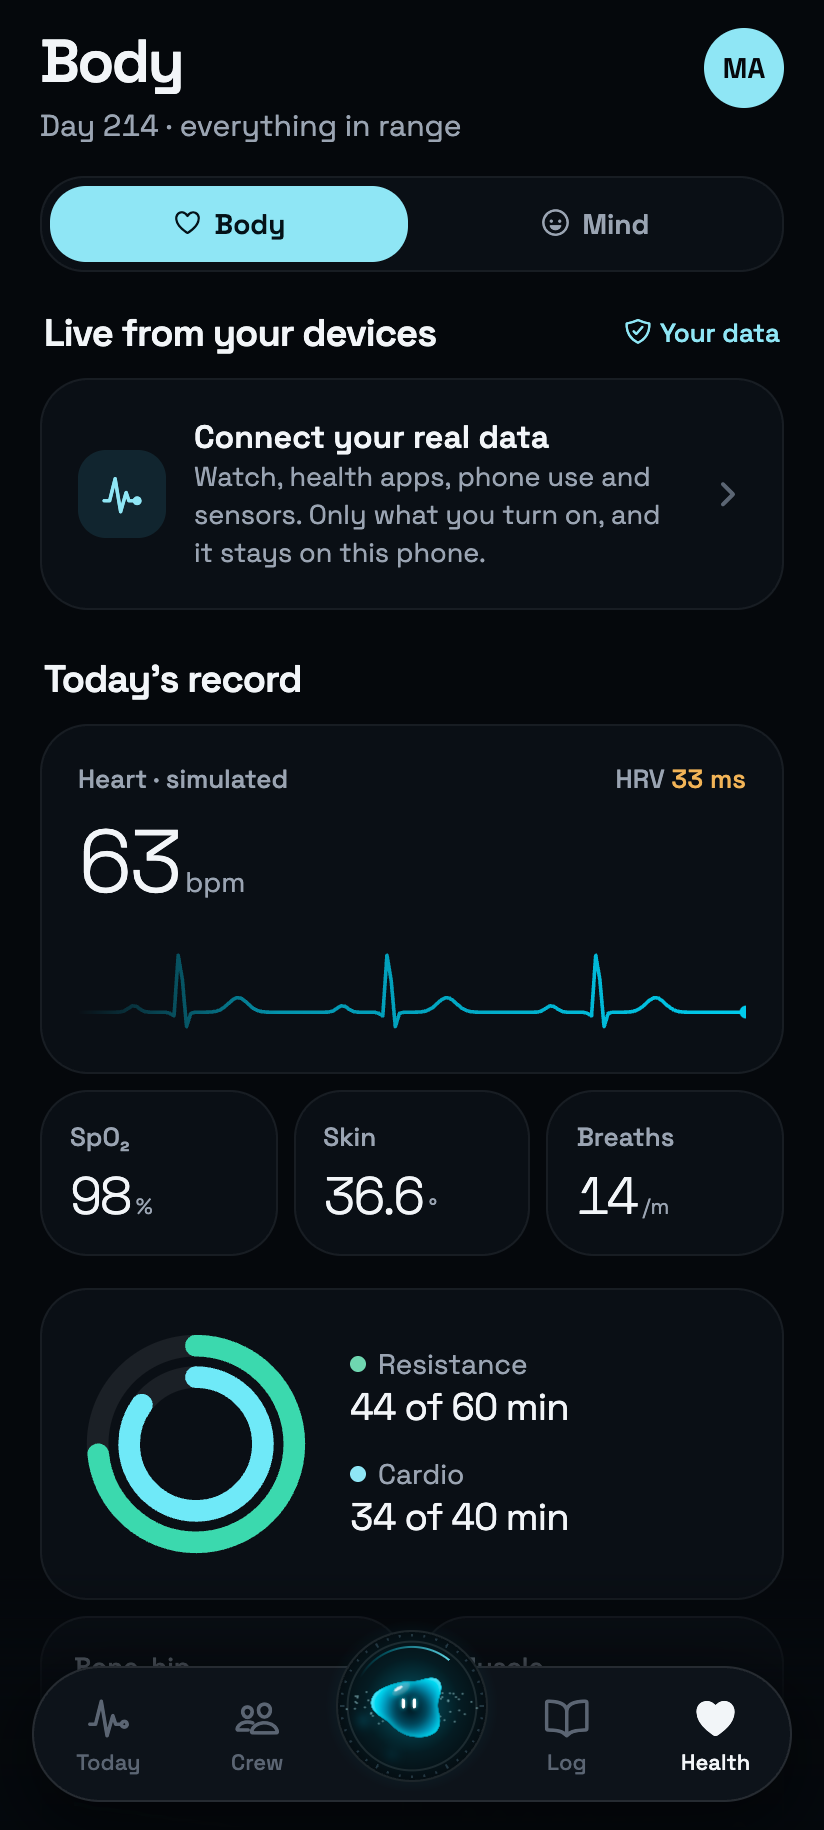 Body
MA
Day 214 · everything in range
Body
Mind
Live from your devices
Your data
Connect your real data
Watch, health apps, phone use and
sensors. Only what you turn on, and
it stays on this phone.
Today's record
Heart · simulated
HRV 33 ms
63 bpm
SpO₂
98 %
Skin
36.6 °
Breaths
14 /m
Resistance
44 of 60 min
Cardio
34 of 40 min
Today
Crew
Log
Health